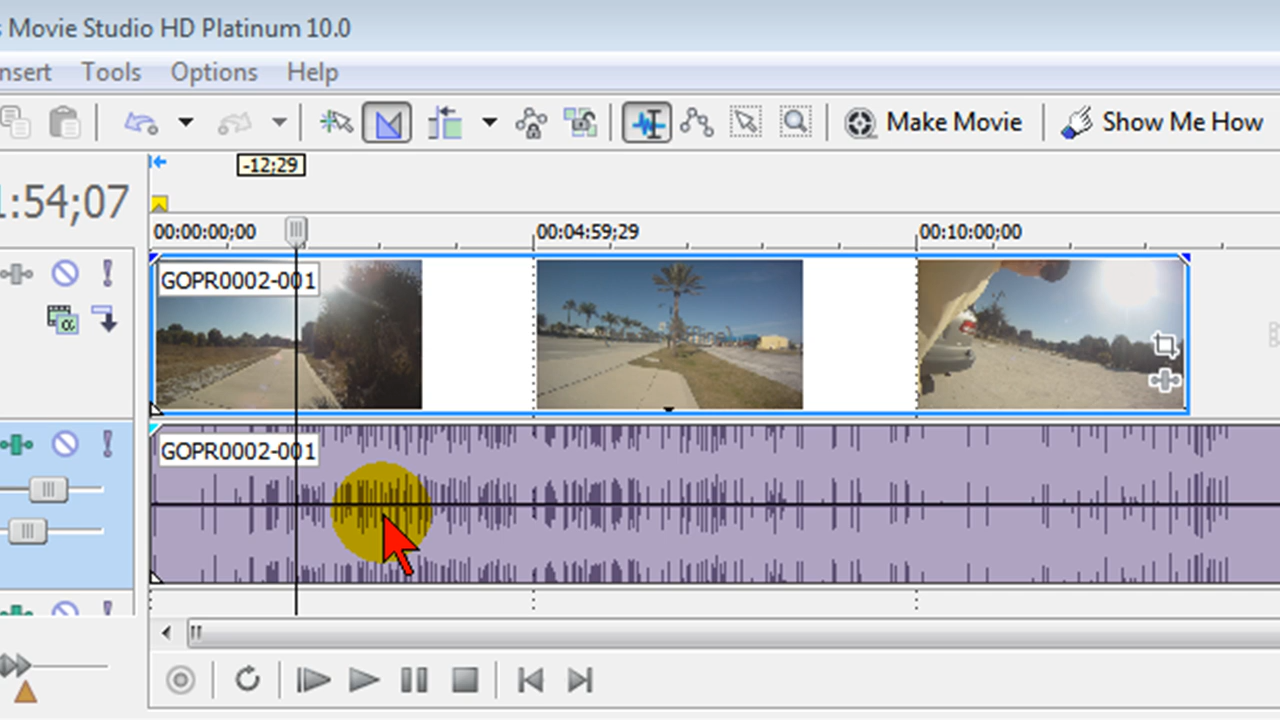 s Movie Studio HD Platinum 10.0
nsert Tools Options Help
Make Movie Show Me How
-12;29
1:54;07
00:00:00;00 00:04:59;29 00:10:00;00
GOPR0002-001
GOPR0002-001